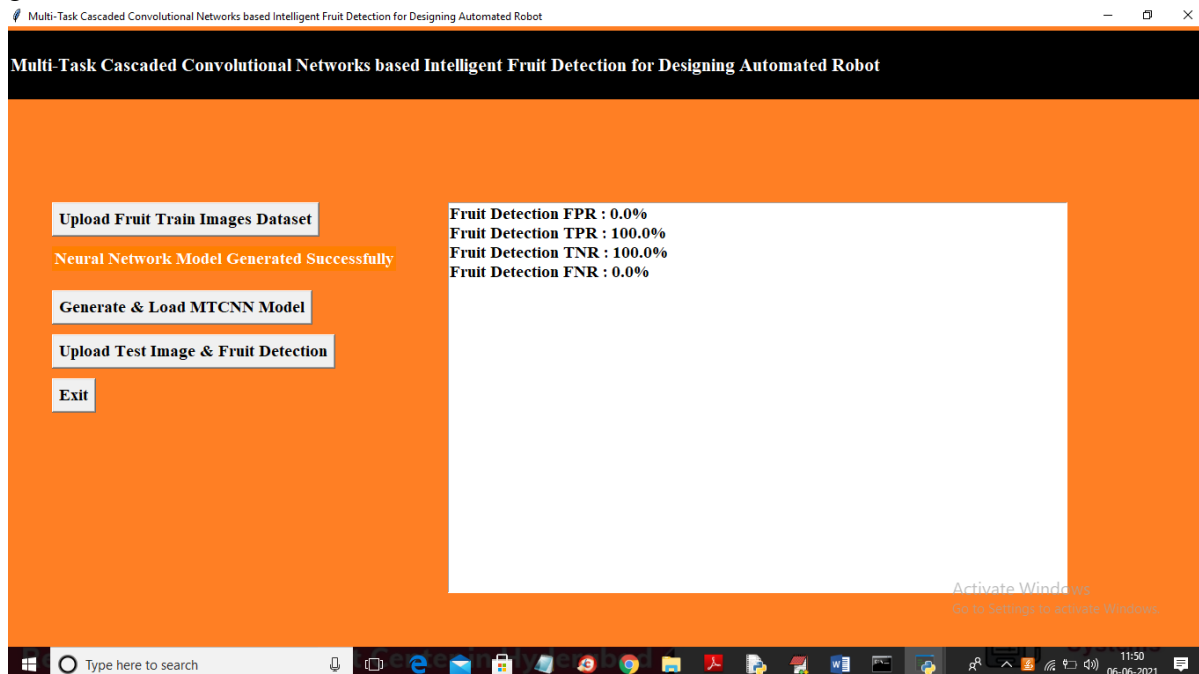 Multi-Task Cascaded Convolutional Networks based Intelligent Fruit Detection for Designing Automated Robot
Multi-Task Cascaded Convolutional Networks based Intelligent Fruit Detection for Designing Automated Robot
Upload Fruit Train Images Dataset
Neural Network Model Generated Successfully
Generate & Load MTCNN Model
Upload Test Image & Fruit Detection
Exit
Fruit Detection FPR : 0.0%
Fruit Detection TPR : 100.0%
Fruit Detection TNR : 100.0%
Fruit Detection FNR : 0.0%
Activate Windows
Go to Settings to activate Windows.
Type here to search
11:50
06-06-2021